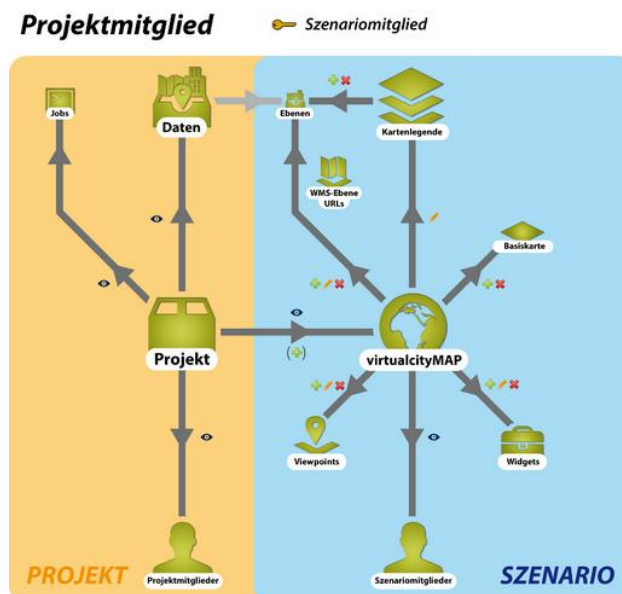 Projektmitglied
Szenariomitglied
Jobs
Daten
Ebenen
Kartenlegende
WMS-Ebene
URLs
Basiskarte
Projekt
(+)
virtualcityMAP
Viewpoints
Widgets
PROJEKT
Projektmitglieder
Szenariomitglieder
SZENARIO